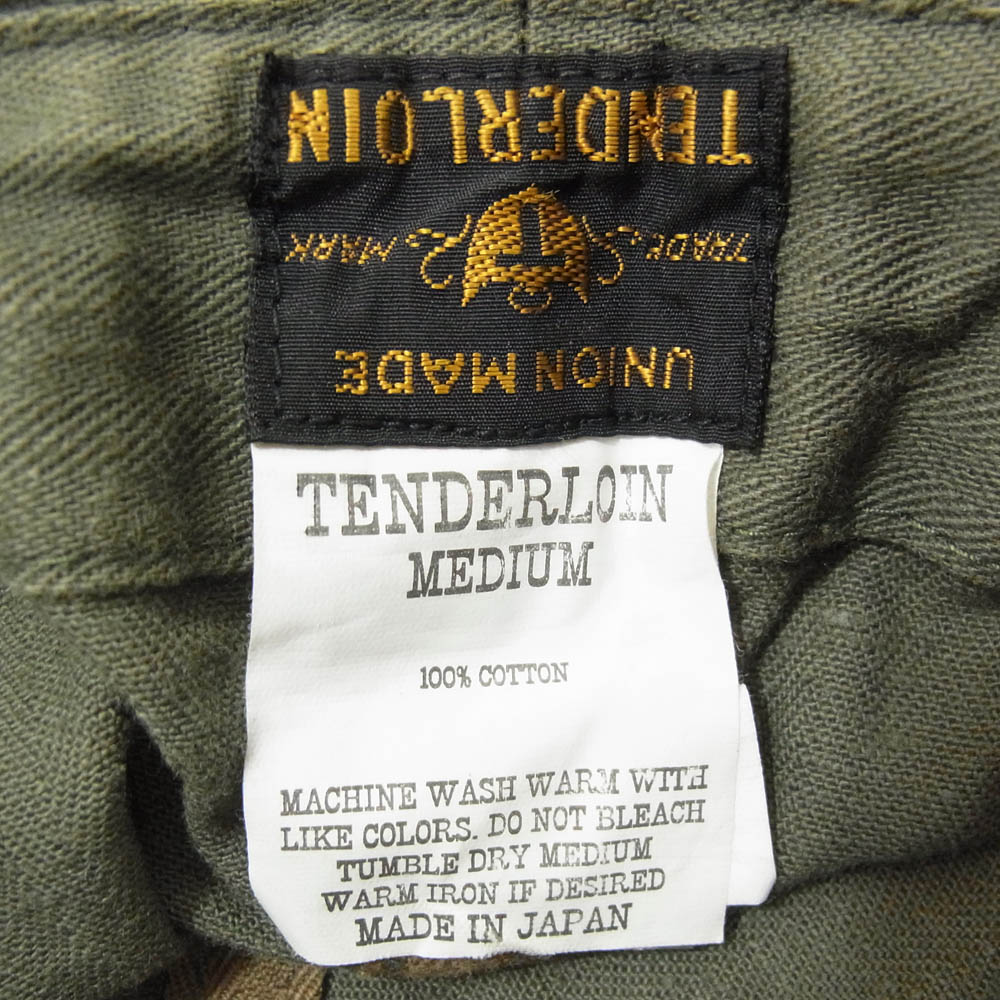 TENDERLOIN
TRADE MARK
T
UNION MADE
TENDERLOIN
MEDIUM
100% COTTON
MACHINE WASH WARM WITH
LIKE COLORS. DO NOT BLEACH
TUMBLE DRY MEDIUM
WARM IRON IF DESIRED
MADE IN JAPAN